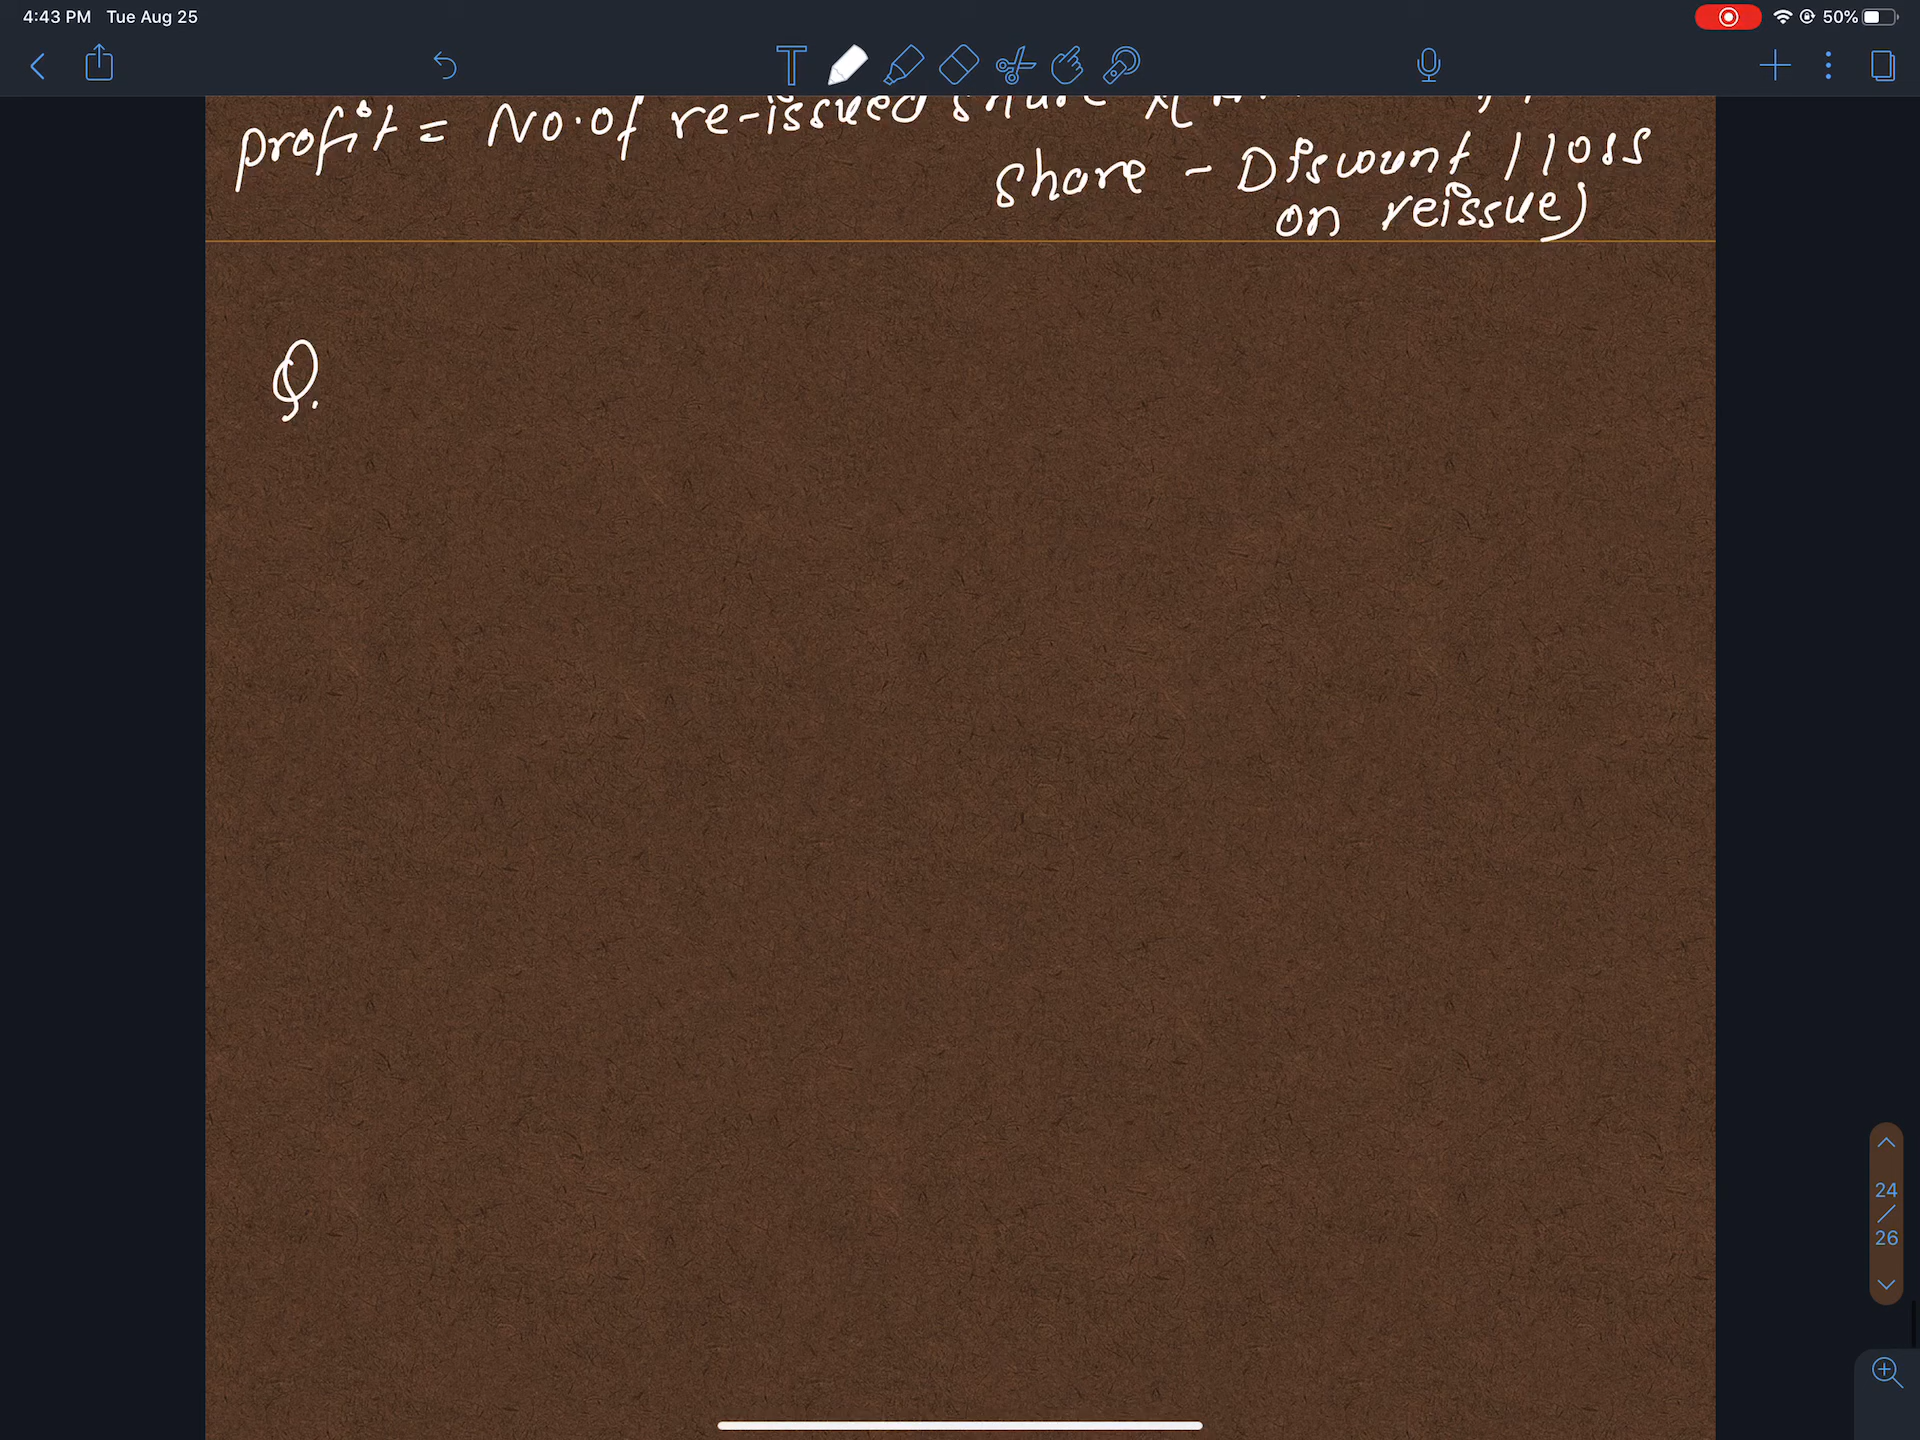 4:43 PM Tue Aug 25
50%
T
profit = No. of re-issued share
share - Discount / loss
on reissue)
Q.
24
/
26